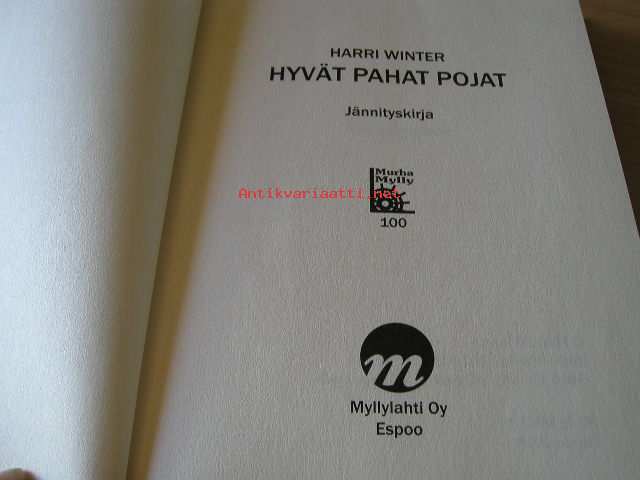 HARRI WINTER
HYVÄT PAHAT POJAT
Jännityskirja
Murha
Mylly
Antikvariaatti.net
100
m
Myllylahti Oy
Espoo